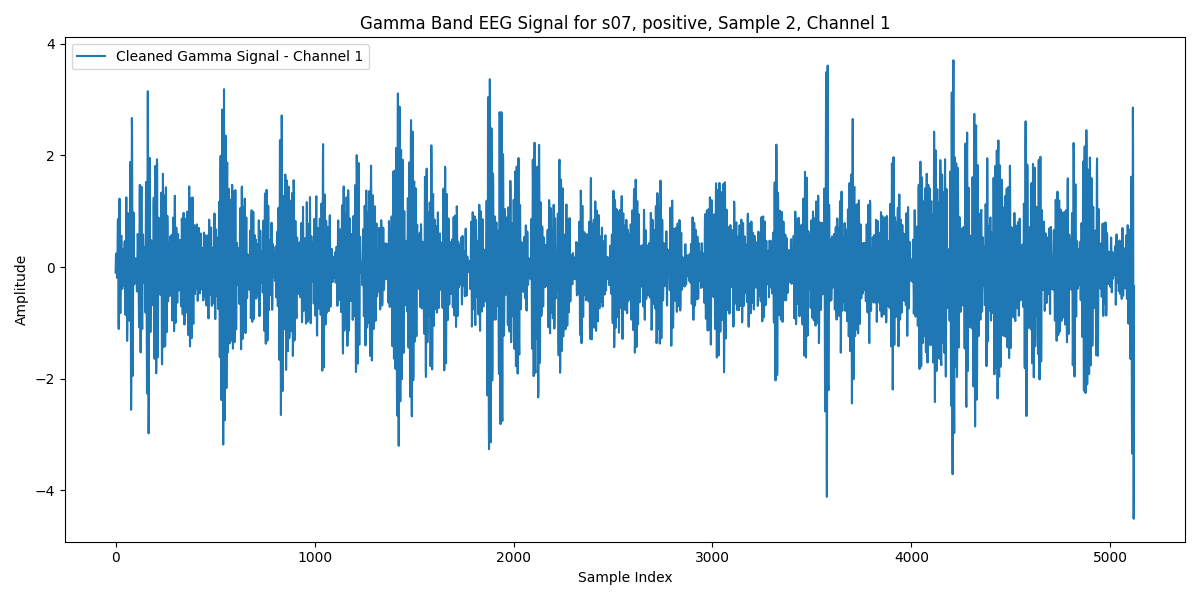 Gamma Band EEG Signal for s07, positive, Sample 2, Channel 1
Cleaned Gamma Signal - Channel 1
4
2
0
−2
−4
Amplitude
0 1000 2000 3000 4000 5000
Sample Index